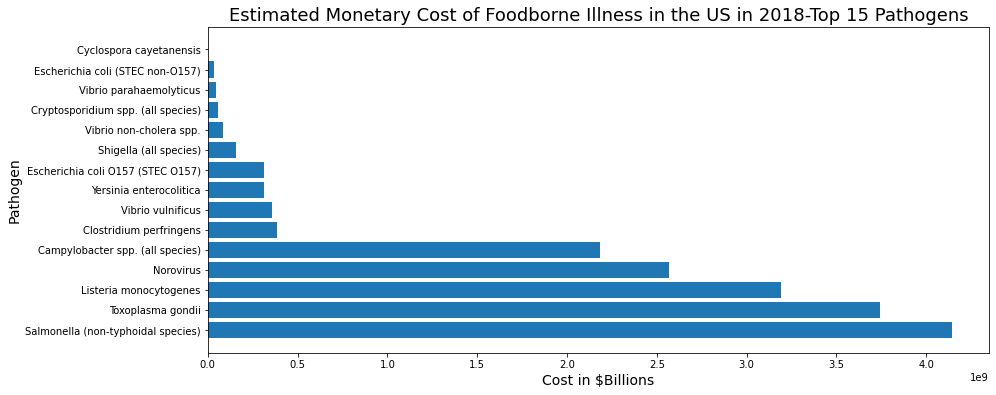 Estimated Monetary Cost of Foodborne Illness in the US in 2018-Top 15 Pathogens
Cyclospora cayetanensis
Escherichia coli (STEC non-O157)
Vibrio parahaemolyticus
Cryptosporidium spp. (all species)
Vibrio non-cholera spp.
Shigella (all species)
Escherichia coli O157 (STEC O157)
Yersinia enterocolitica
Vibrio vulnificus
Clostridium perfringens
Campylobacter spp. (all species)
Norovirus
Listeria monocytogenes
Toxoplasma gondii
Salmonella (non-typhoidal species)
Pathogen
0.0 0.5 1.0 1.5 2.0 2.5 3.0 3.5 4.0
1e9
Cost in $Billions